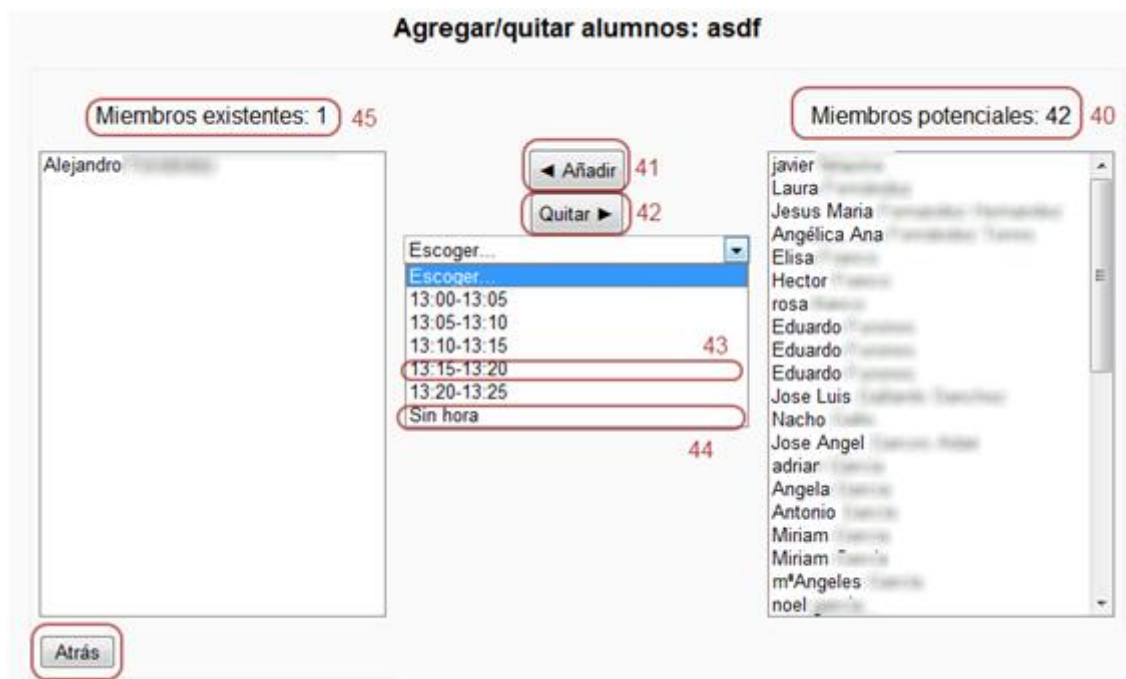 Agregar/quitar alumnos: asdf
Miembros existentes: 1 45
Miembros potenciales: 42 40
Alejandro
◄ Añadir 41
Quitar ► 42
Escoger...
Escoger...
13:00-13:05
13:05-13:10
13:10-13:15
43
13:15-13:20
13:20-13:25
Sin hora
44
javier
Laura
Jesus Maria
Angélica Ana
Elisa
Hector
rosa
Eduardo
Eduardo
Eduardo
Jose Luis
Nacho
Jose Angel
adrian
Angela
Antonio
Miriam
Miriam
mªAngeles
noel
Atrás